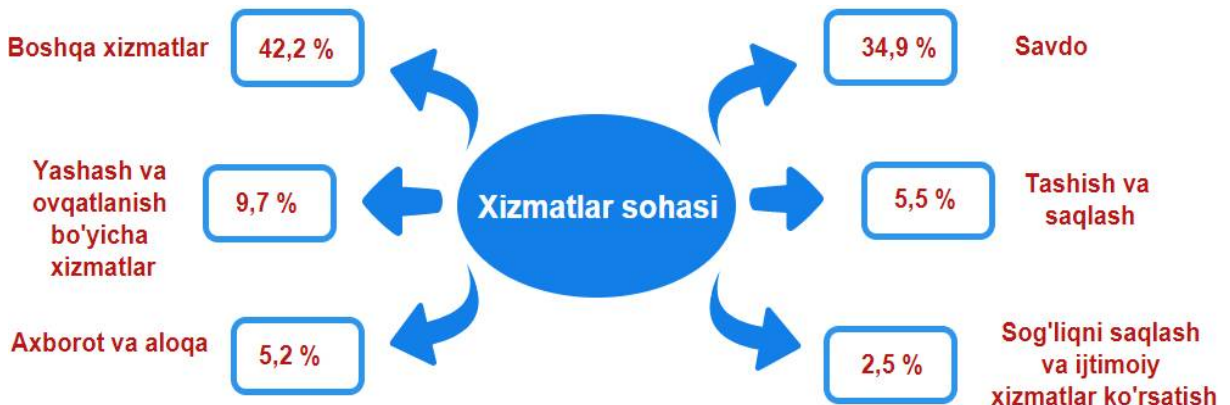 Boshqa xizmatlar
42,2 %
34,9 %
Savdo
Yashash va
ovqatlanish
bo'yicha
xizmatlar
9,7 %
Xizmatlar sohasi
5,5 %
Tashish va
saqlash
Axborot va aloqa
5,2 %
2,5 %
Sog'liqni saqlash
va ijtimoiy
xizmatlar ko'rsatish